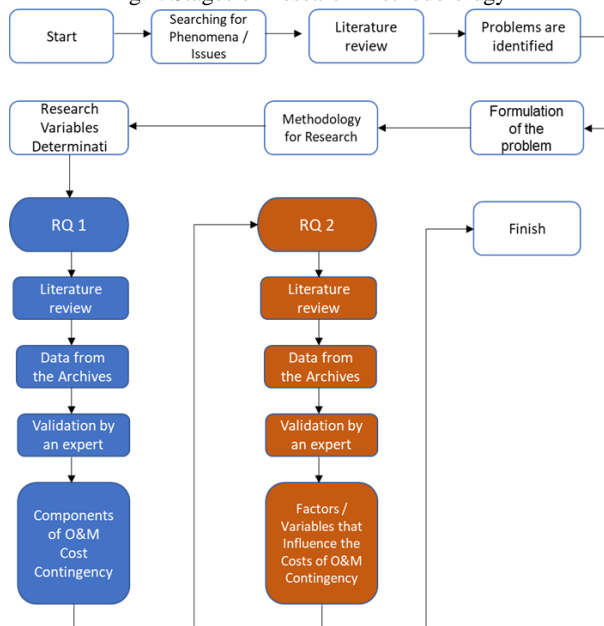 Start
Searching for
Phenomena /
Issues
Literature
review
Problems are
identified
Research
Variables
Determinati
Methodology
for Research
Formulation
of the
problem
RQ 1
RQ 2
Finish
Literature
review
Literature
review
Data from
the Archives
Data from
the Archives
Validation by
an expert
Validation by
an expert
Components
of O&M
Cost
Contingency
Factors /
Variables that
Influence the
Costs of O&M
Contingency